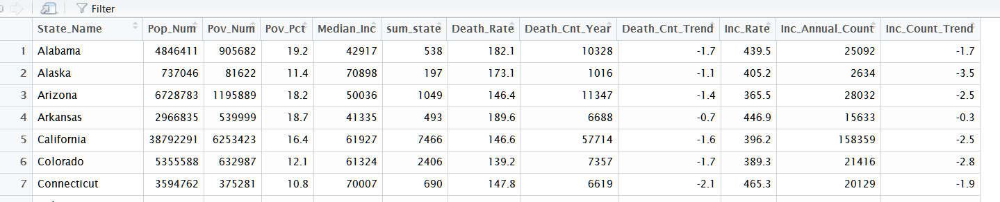 Filter
State_Name Pop_Num Pov_Num Pov_Pct Median_Inc sum_state Death_Rate Death_Cnt_Year Death_Cnt_Trend Inc_Rate Inc_Annual_Count Inc_Count_Trend
1 Alabama 4846411 905682 19.2 42917 538 182.1 10328 -1.7 439.5 25092 -1.7
2 Alaska 737046 81622 11.4 70898 197 173.1 1016 -1.1 405.2 2634 -3.5
3 Arizona 6728783 1195889 18.2 50036 1049 146.4 11347 -1.4 365.5 28032 -2.5
4 Arkansas 2966835 539999 18.7 41335 493 189.6 6688 -0.7 446.9 15633 -0.3
5 California 38792291 6253423 16.4 61927 7466 146.6 57714 -1.6 396.2 158359 -2.5
6 Colorado 5355588 632987 12.1 61324 2406 139.2 7357 -1.7 389.3 21416 -2.8
7 Connecticut 3594762 375281 10.8 70007 690 147.8 6619 -2.1 465.3 20129 -1.9